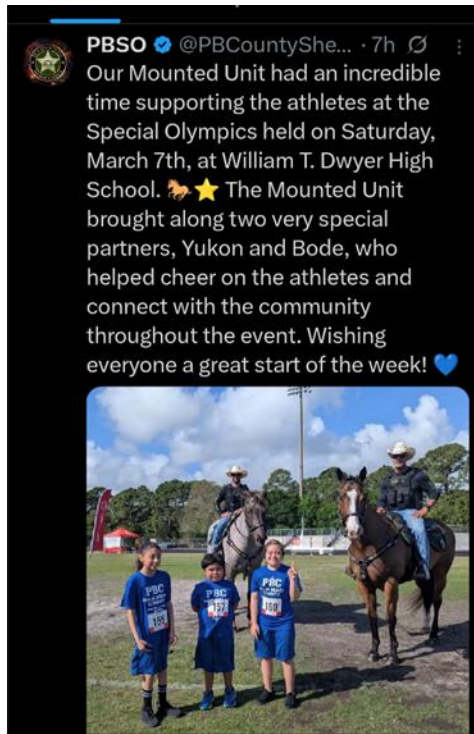 PBSO @PBCountyShe... · 7h
Our Mounted Unit had an incredible
time supporting the athletes at the
Special Olympics held on Saturday,
March 7th, at William T. Dwyer High
School. 🐎⭐ The Mounted Unit
brought along two very special
partners, Yukon and Bode, who
helped cheer on the athletes and
connect with the community
throughout the event. Wishing
everyone a great start of the week! 💙
PBC
PBC
PBC
160